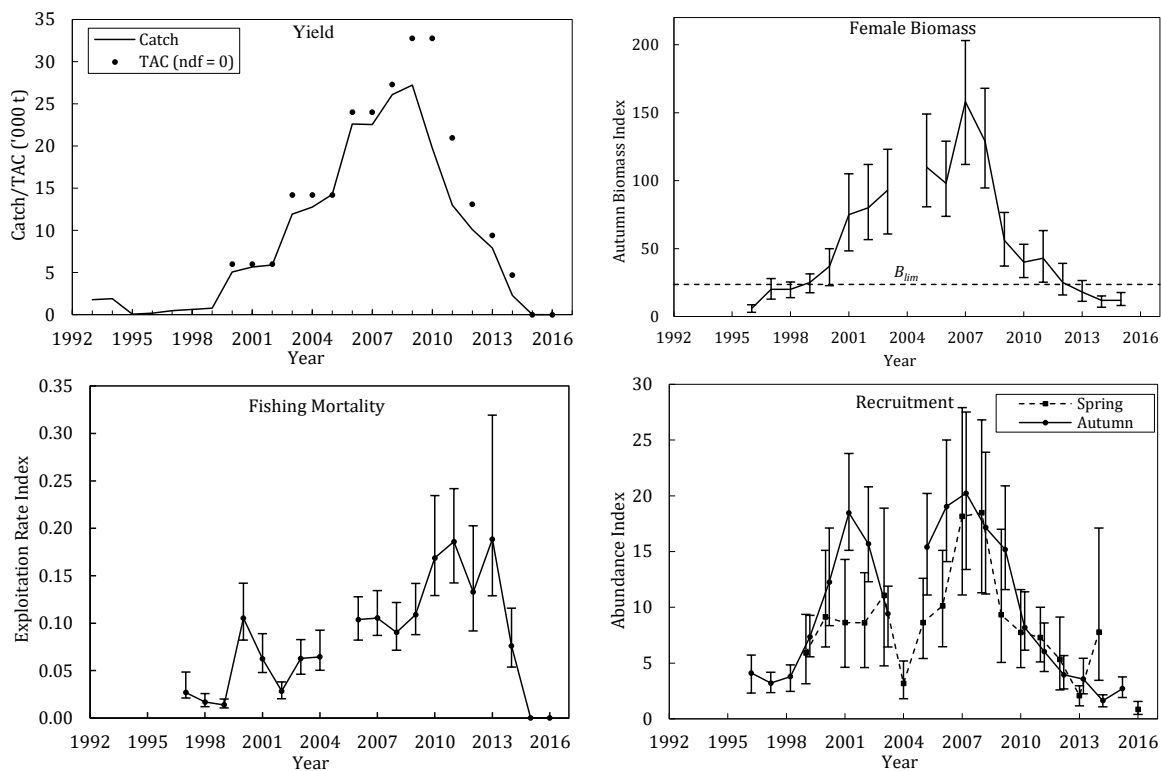 Yield
Catch
TAC (ndf = 0)
Catch/TAC ('000 t)
35
30
25
20
15
10
5
0
1992 1995 1998 2001 2004 2007 2010 2013 2016
Year
Female Biomass
Autumn Biomass Index
200
150
100
50
0
Blim
1992 1995 1998 2001 2004 2007 2010 2013 2016
Year
Fishing Mortality
Exploitation Rate Index
0.35
0.30
0.25
0.20
0.15
0.10
0.05
0.00
1992 1995 1998 2001 2004 2007 2010 2013 2016
Year
Recruitment
Spring
Autumn
Abundance Index
30
25
20
15
10
5
0
1992 1995 1998 2001 2004 2007 2010 2013 2016
Year